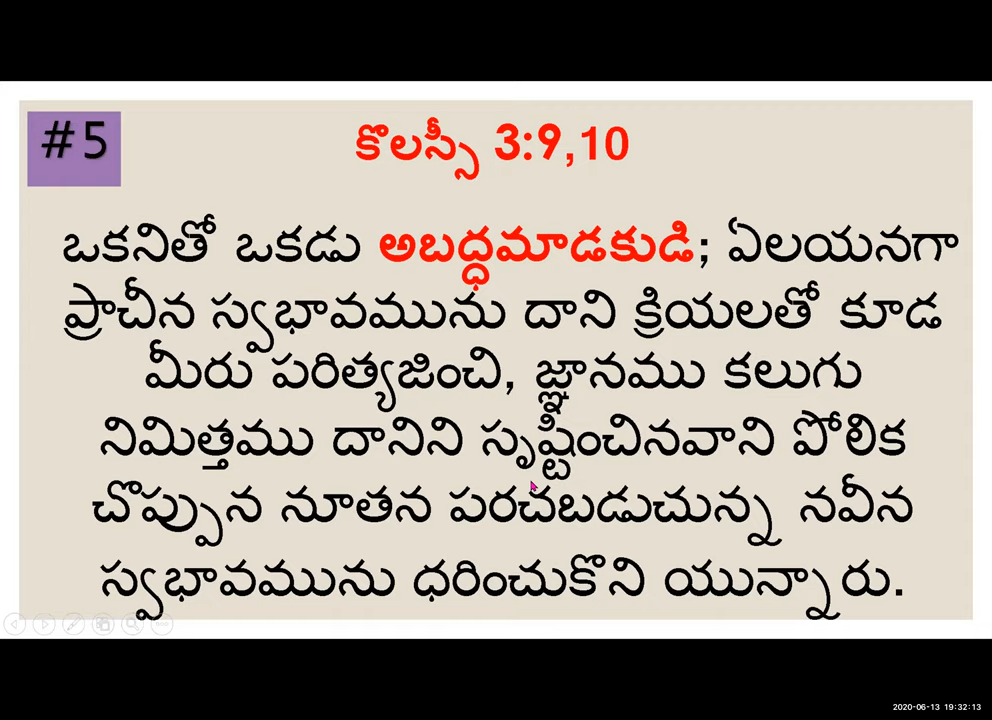 #5
కొలస్సీ 3:9,10
ఒకనితో ఒకడు అబద్ధమాడకుడి; ఏలయనగా
ప్రాచీన స్వభావమును దాని క్రియలతో కూడ
మీరు పరిత్యజించి, జ్ఞానము కలుగు
నిమిత్తము దానిని సృష్టించినవాని పోలిక
చొప్పున నూతన పరచబడుచున్న నవీన
స్వభావమును ధరించుకొని యున్నారు.
2020-06-13 19:32:13